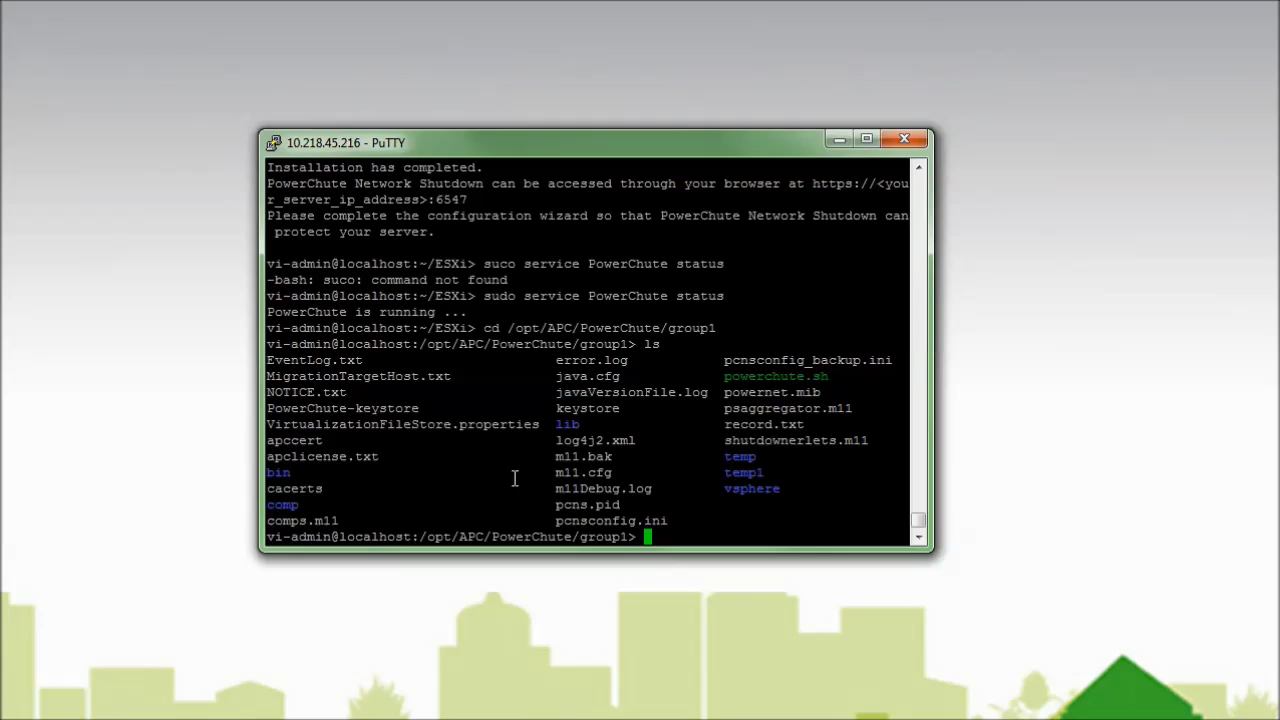 10.218.45.216 - PuTTY
Installation has completed.
PowerChute Network Shutdown can be accessed through your browser at https://<you
r_server_ip_address>:6547
Please complete the configuration wizard so that PowerChute Network Shutdown can
 protect your server.
vi-admin@localhost:~/ESXi> suco service PowerChute status
-bash: suco: command not found
vi-admin@localhost:~/ESXi> sudo service PowerChute status
PowerChute is running ...
vi-admin@localhost:~/ESXi> cd /opt/APC/PowerChute/group1
vi-admin@localhost:/opt/APC/PowerChute/group1> ls
EventLog.txt error.log pcnsconfig_backup.ini
MigrationTargetHost.txt java.cfg powerchute.sh
NOTICE.txt javaVersionFile.log powernet.mib
PowerChute-keystore keystore psaggregator.m11
VirtualizationFileStore.properties lib record.txt
apccert log4j2.xml shutdownerlets.m11
apclicense.txt m11.bak temp
bin m11.cfg temp1
cacerts m11Debug.log vsphere
comp pcns.pid
comps.m11 pcnsconfig.ini
vi-admin@localhost:/opt/APC/PowerChute/group1>